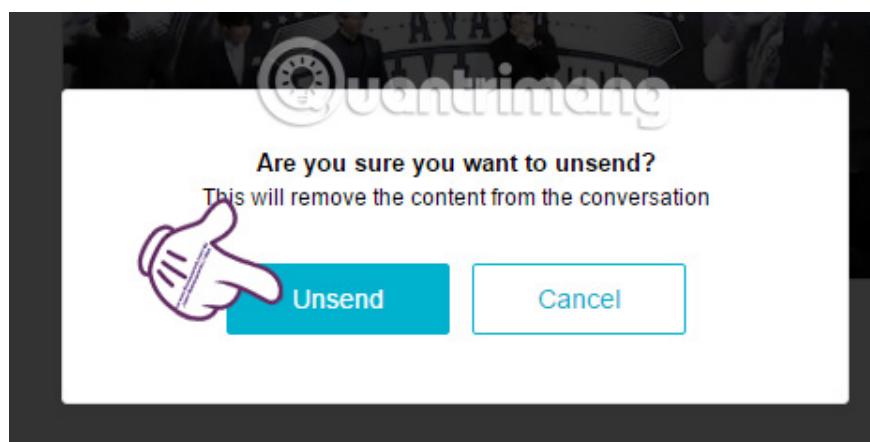 Quantrimang
Are you sure you want to unsend?
This will remove the content from the conversation
Unsend
Cancel